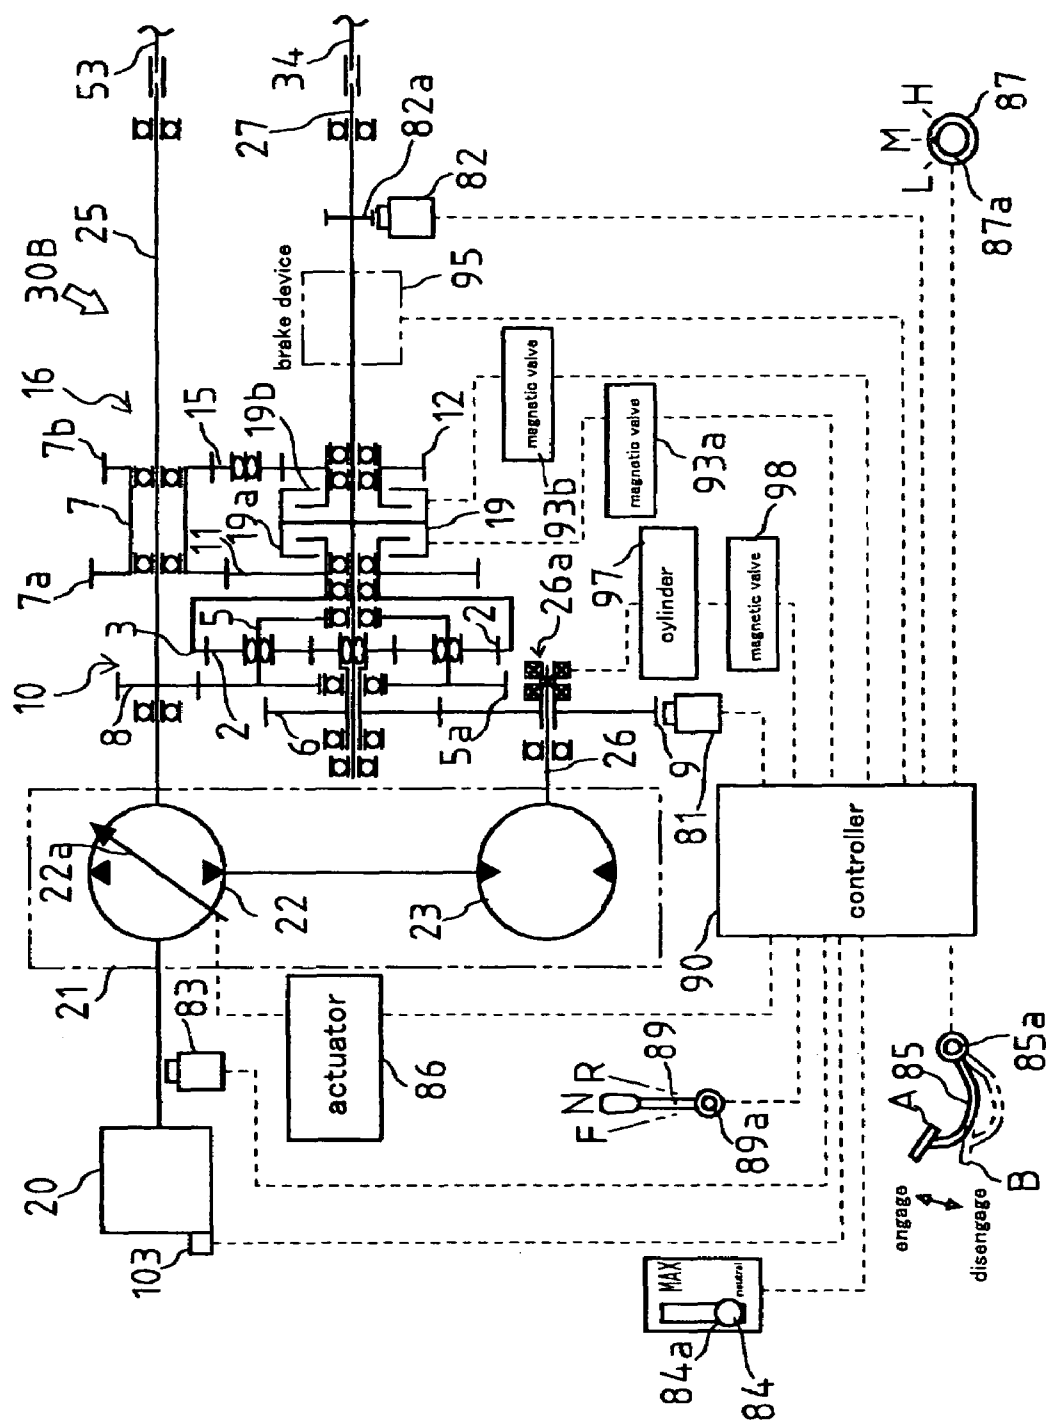 53
34
27
82a
82
25
30B
brake device
95
16
7b
15
19b
12
7
19a
11
19
7a
magnetic valve
93b
magnetic valve
93a
26a
97
cylinder
98
magnetic valve
5
3
2
10
8
2
6
5a
26
9
81
L
M
H
87
87a
22a
22
23
21
83
90
controller
actuator
86
F
N
R
89
89a
20
103
A
85
85a
B
engage
disengage
MAX
neutral
84a
84